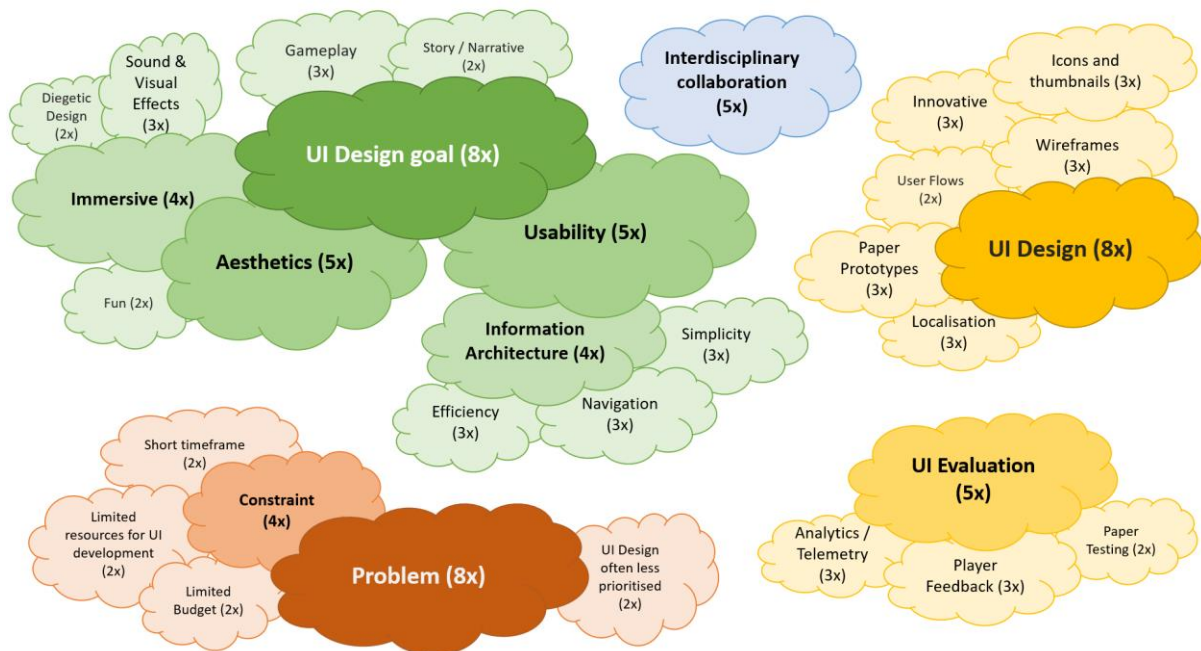 Gameplay
(3x)
Story / Narrative
(2x)
Sound &
Visual
Effects
(3x)
Diegetic
Design
(2x)
UI Design goal (8x)
Immersive (4x)
Aesthetics (5x)
Usability (5x)
Fun (2x)
Information
Architecture (4x)
Simplicity
(3x)
Efficiency
(3x)
Navigation
(3x)
Interdisciplinary
collaboration
(5x)
Icons and
thumbnails (3x)
Innovative
(3x)
Wireframes
(3x)
User Flows
(2x)
UI Design (8x)
Paper
Prototypes
(3x)
Localisation
(3x)
Short timeframe
(2x)
Constraint
(4x)
Limited
resources for UI
development
(2x)
Limited
Budget (2x)
Problem (8x)
UI Design
often less
prioritised
(2x)
UI Evaluation
(5x)
Analytics /
Telemetry
(3x)
Player
Feedback (3x)
Paper
Testing (2x)